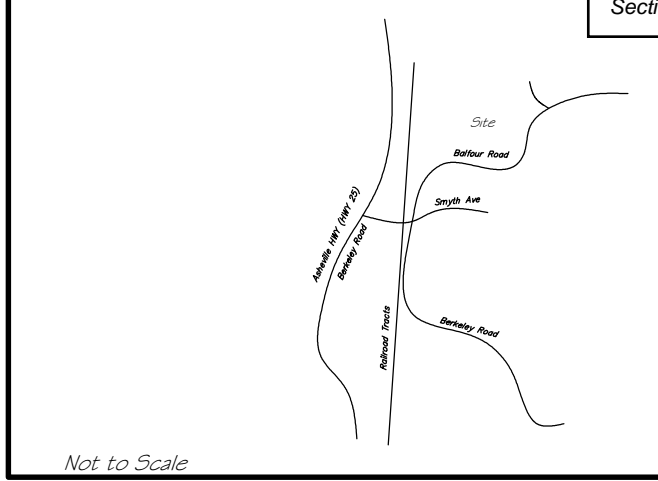 Secti
Site
Balfour Road
Smyth Ave
Asheville HWY (HWY 25)
Berkeley Road
Railroad Tracts
Berkeley Road
Not to Scale